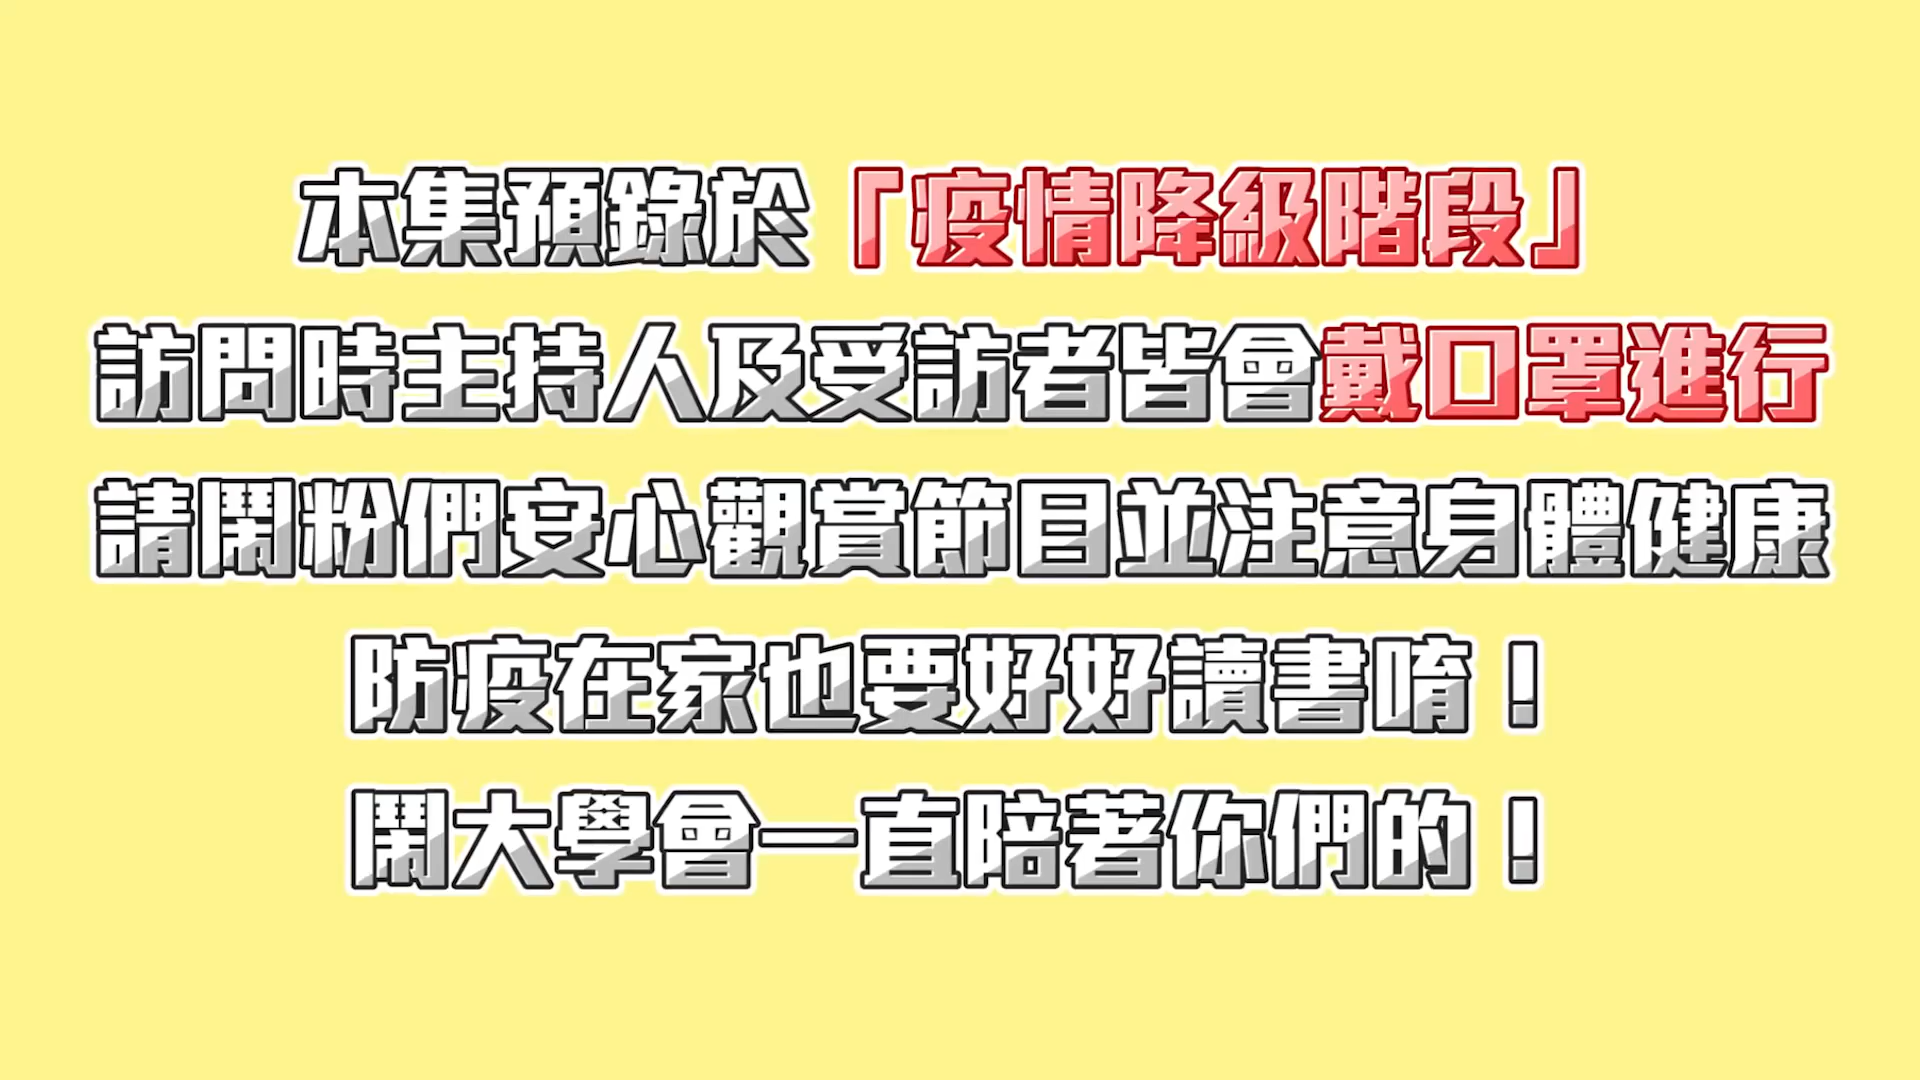 本集預錄於「疫情降級階段」
訪問時主持人及受訪者皆會戴口罩進行
請鬧粉們安心觀賞節目並注意身體健康
防疫在家也要好好讀書唷！
鬧大學會一直陪著你們的！